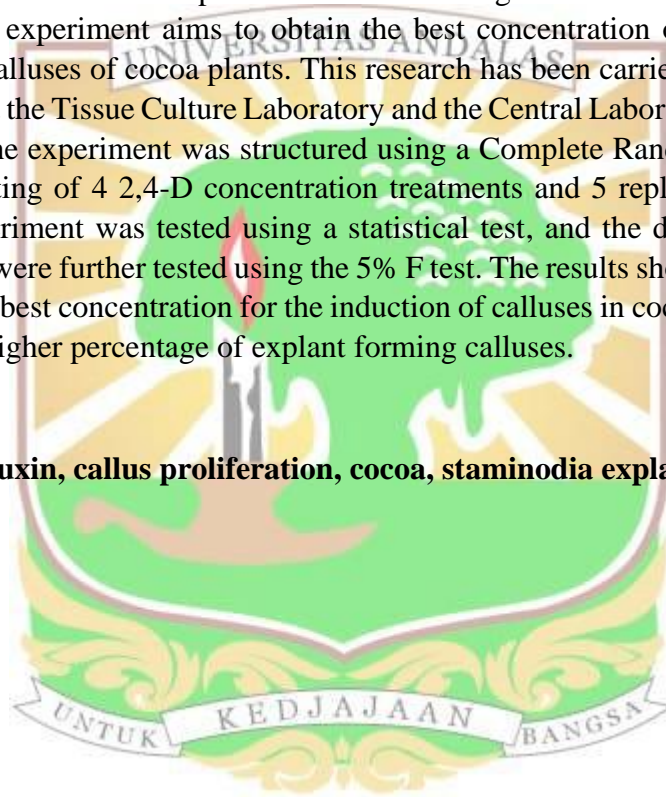 experiment aims to obtain the best concentration
UNIVERSITAS ANDALAS
alluses of cocoa plants. This research has been carrie
the Tissue Culture Laboratory and the Central Labor
e experiment was structured using a Complete Ran
ting of 4 2,4-D concentration treatments and 5 repl
riment was tested using a statistical test, and the d
were further tested using the 5% F test. The results sho
best concentration for the induction of calluses in coc
igher percentage of explant forming calluses.
uxin, callus proliferation, cocoa, staminodia expla
UNTUK KEDJAJAAN BANGSA